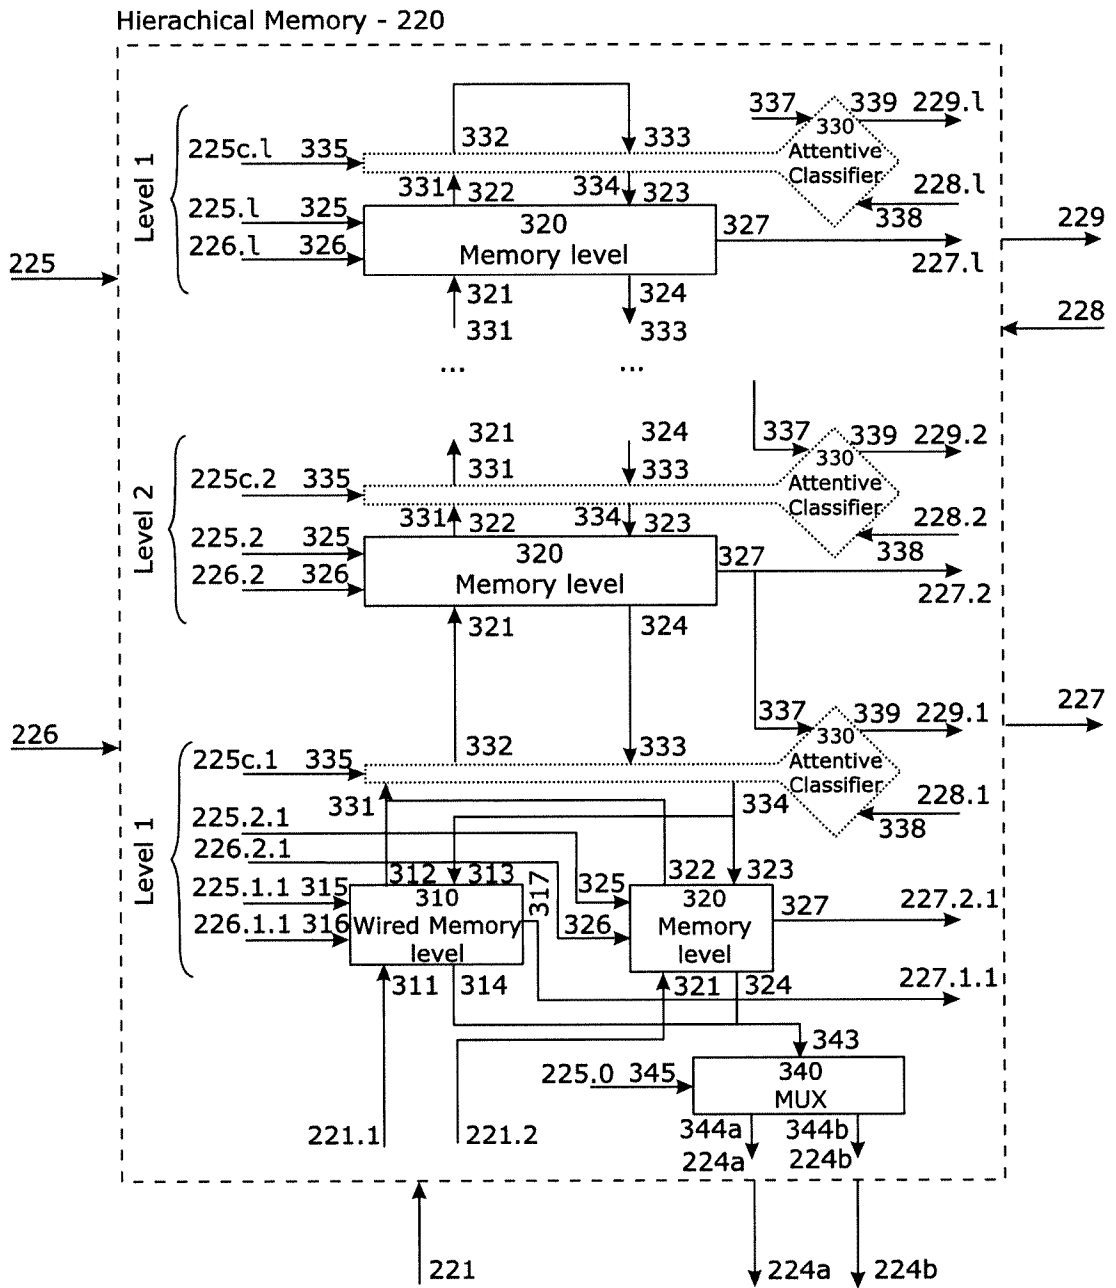 Hierachical Memory - 220
337 339 229.l
332 333 330
Attentive
Classifier
225c.l 335
331 322 334 323
228.l
338
Level 1
225.l 325
226.l 326
320
Memory level
327
227.l
229
225
321 324
331 333
228
... ...
321 324
337 339 229.2
331 333 330
Attentive
Classifier
225c.2 335
331 322 334 323
228.2
338
Level 2
225.2 325
226.2 326
320
Memory level
327
227.2
321 324
227
226
337 339 229.1
332 333 330
Attentive
Classifier
225c.1 335
331 334
228.1
338
Level 1
225.2.1
226.2.1
312 313 317 322 323
225.1.1 315
226.1.1 316
310
Wired Memory
level
325
326
320
Memory
level
327 227.2.1
311 314 321 324 227.1.1
343
225.0 345
340
MUX
221.1 221.2 344a 344b
224a 224b
221 224a 224b